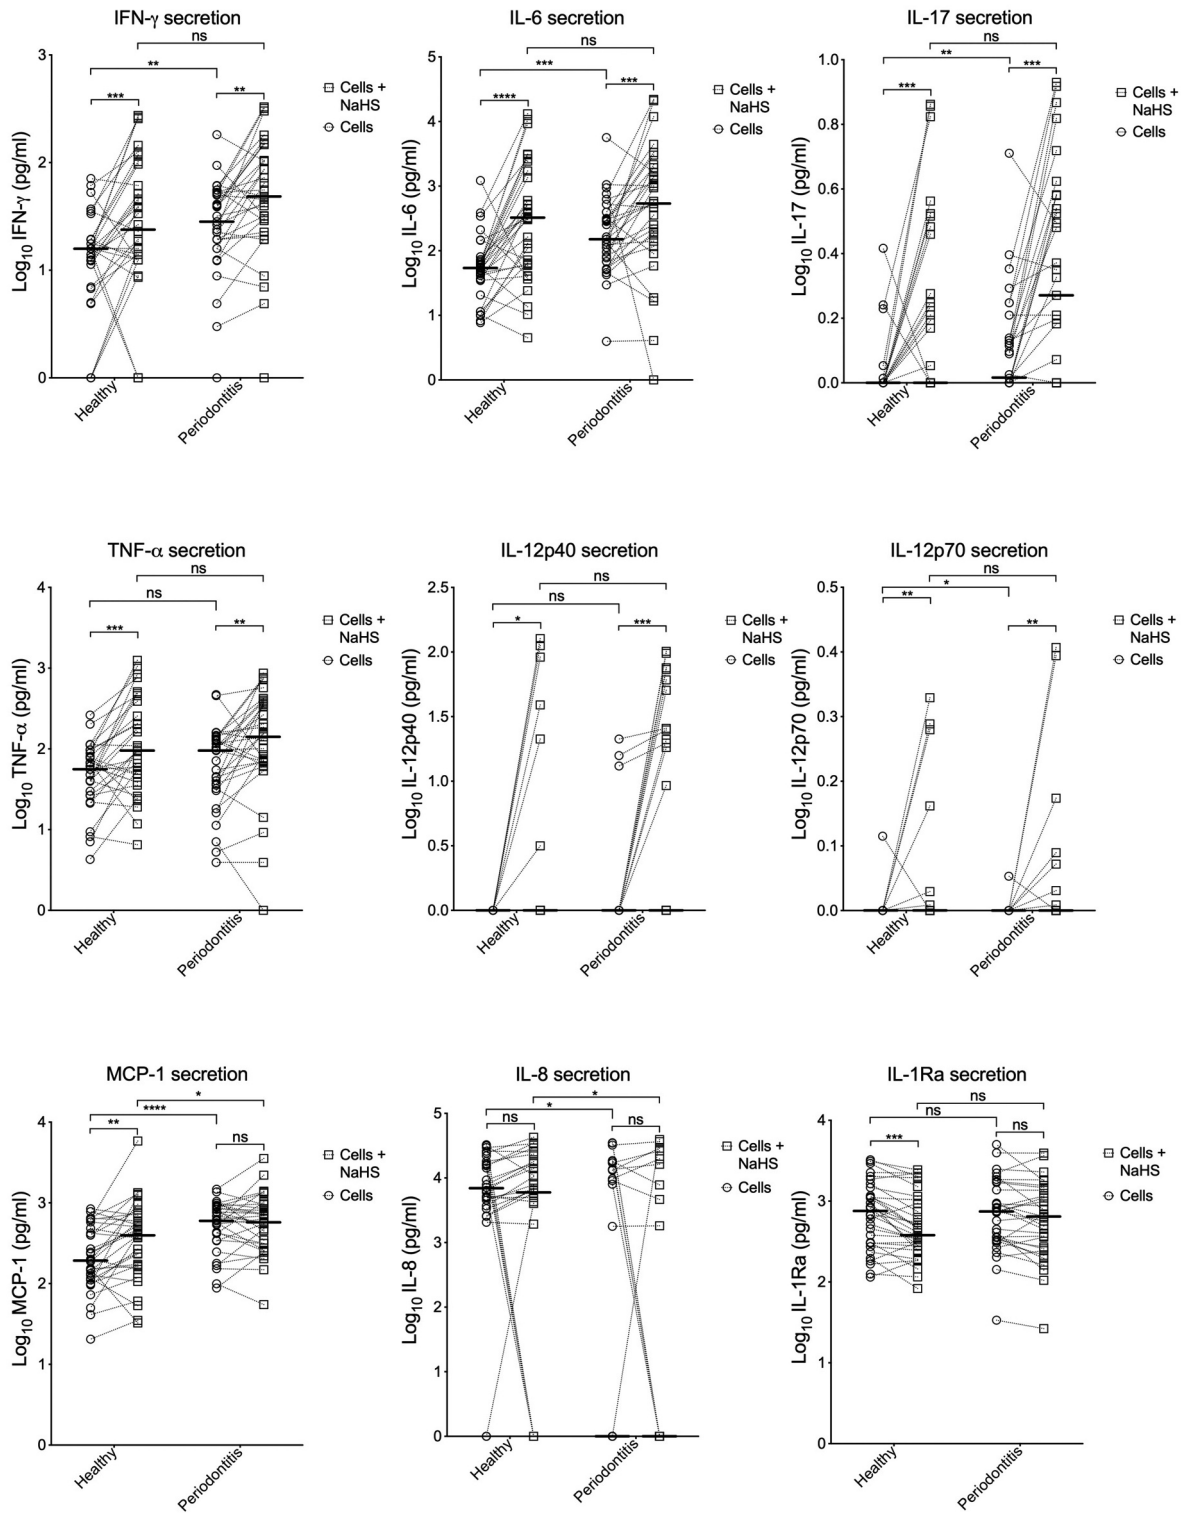 IFN-γ secretion
ns
**
***
**
3
2
1
0
Log10 IFN-γ (pg/ml)
Cells +
NaHS
Cells
Healthy
Periodontitis
IL-6 secretion
ns
***
****
***
5
4
3
2
1
0
Log10 IL-6 (pg/ml)
Cells +
NaHS
Cells
Healthy
Periodontitis
IL-17 secretion
ns
**
***
***
1.0
0.8
0.6
0.4
0.2
0.0
Log10 IL-17 (pg/ml)
Cells +
NaHS
Cells
Healthy
Periodontitis
TNF-α secretion
ns
ns
***
**
4
3
2
1
0
Log10 TNF-α (pg/ml)
Cells +
NaHS
Cells
Healthy
Periodontitis
IL-12p40 secretion
ns
ns
*
***
2.5
2.0
1.5
1.0
0.5
0.0
Log10 IL-12p40 (pg/ml)
Cells +
NaHS
Cells
Healthy
Periodontitis
IL-12p70 secretion
ns
*
**
**
0.5
0.4
0.3
0.2
0.1
0.0
Log10 IL-12p70 (pg/ml)
Cells +
NaHS
Cells
Healthy
Periodontitis
MCP-1 secretion
*
****
**
ns
4
3
2
1
0
Log10 MCP-1 (pg/ml)
Cells +
NaHS
Cells
Healthy
Periodontitis
IL-8 secretion
*
*
ns
ns
5
4
3
2
1
0
Log10 IL-8 (pg/ml)
Cells +
NaHS
Cells
Healthy
Periodontitis
IL-1Ra secretion
ns
ns
***
ns
4
3
2
1
0
Log10 IL-1Ra (pg/ml)
Cells +
NaHS
Cells
Healthy
Periodontitis